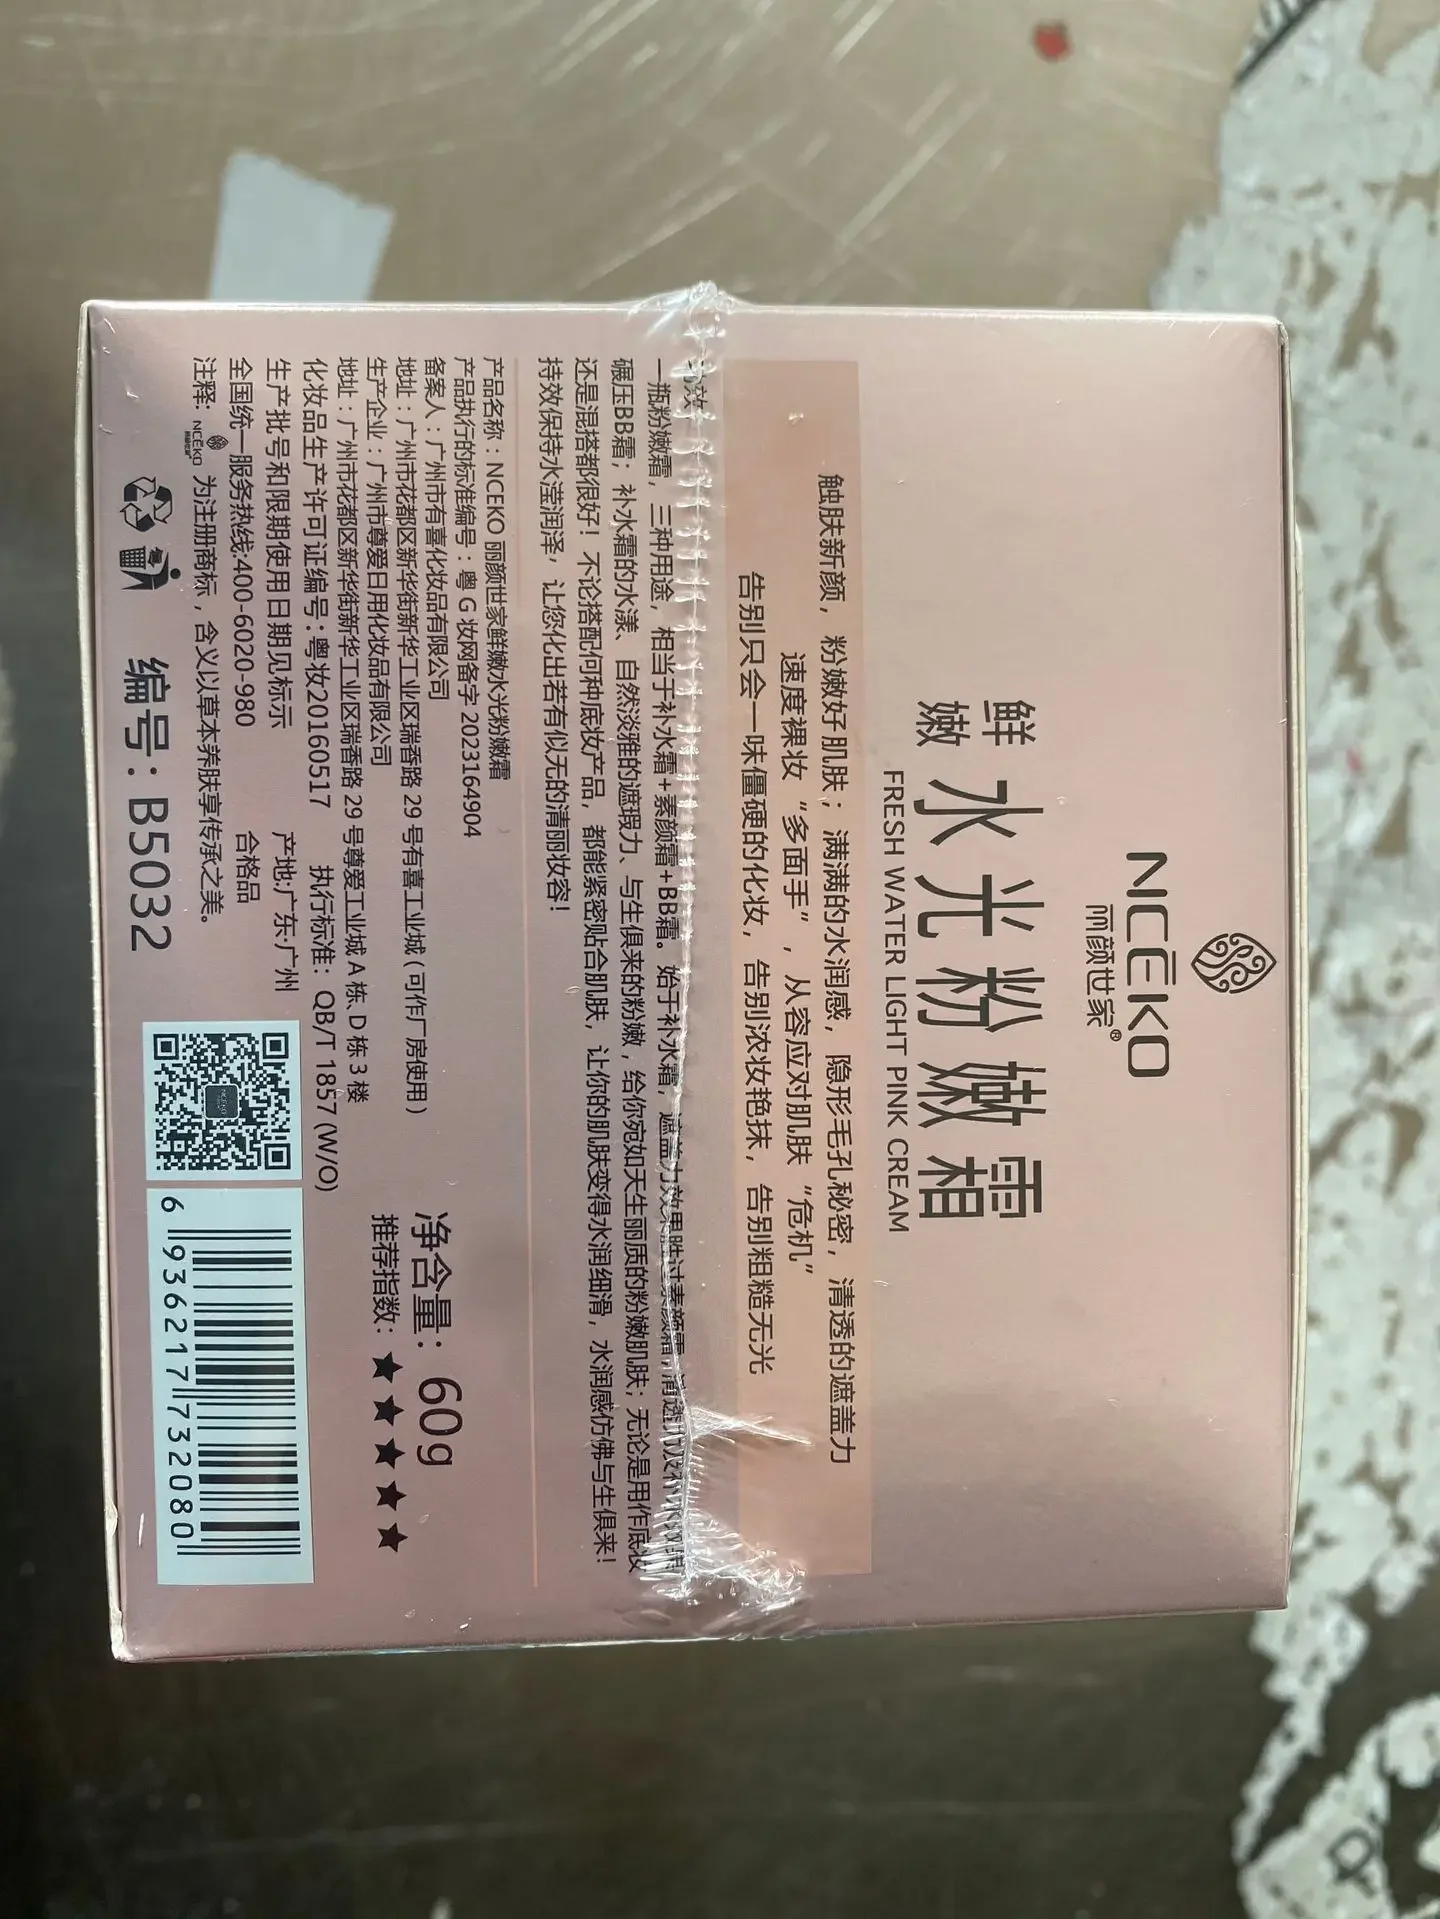 NCĒKO
丽颜世家®
鲜嫩
水光粉嫩霜
FRESH WATER LIGHT PINK CREAM
触肤新颜，粉嫩好肌肤；满满的水润感，隐形毛孔秘密，清透的遮盖力
速度裸妆“多面手”，从容应对肌肤“危机”
告别只会一味僵硬的化妆，告别浓妆艳抹，告别粗糙无光
效
一瓶粉嫩霜，三种用途，相当于补水霜+素颜霜+BB霜。始于补水霜，遮盖力效果胜过素颜霜，清透
碾压BB霜；补水霜的水漾、自然淡雅的遮瑕力、与生俱来的粉嫩，给你宛如天生丽质的粉嫩肌肤；无论是用作底妆
还是混搭都很好！不论搭配何种底妆产品，都能紧密贴合肌肤，让你的肌肤变得水润细滑，水润感仿佛与生俱来！
持效保持水滢润泽，让您化出若有似无的清丽妆容！
产品名称：NCEKO 丽颜世家鲜嫩水光粉嫩霜
产品执行的标准编号：粤 G 妆网备字 2023164904
备案人：广州市有喜化妆品有限公司
地址：广州市花都区新华街新华工业区瑞香路 29 号有喜工业城（可作厂房使用）
生产企业：广州市尊爱日用化妆品有限公司
地址：广州市花都区新华街新华工业区瑞香路 29 号尊爱工业城 A 栋、D 栋 3 楼
化妆品生产许可证编号：粤妆20160517 执行标准：QB/T 1857 (W/O)
生产批号和限期使用日期见标示 产地:广东·广州
全国统一服务热线:400-6020-980 合格品
注释: NCĒKO 为注册商标，含义以草本养肤享传承之美。
编号：B5032
净含量：60g
推荐指数：★★★★★
NCEKO
6 936217 732080